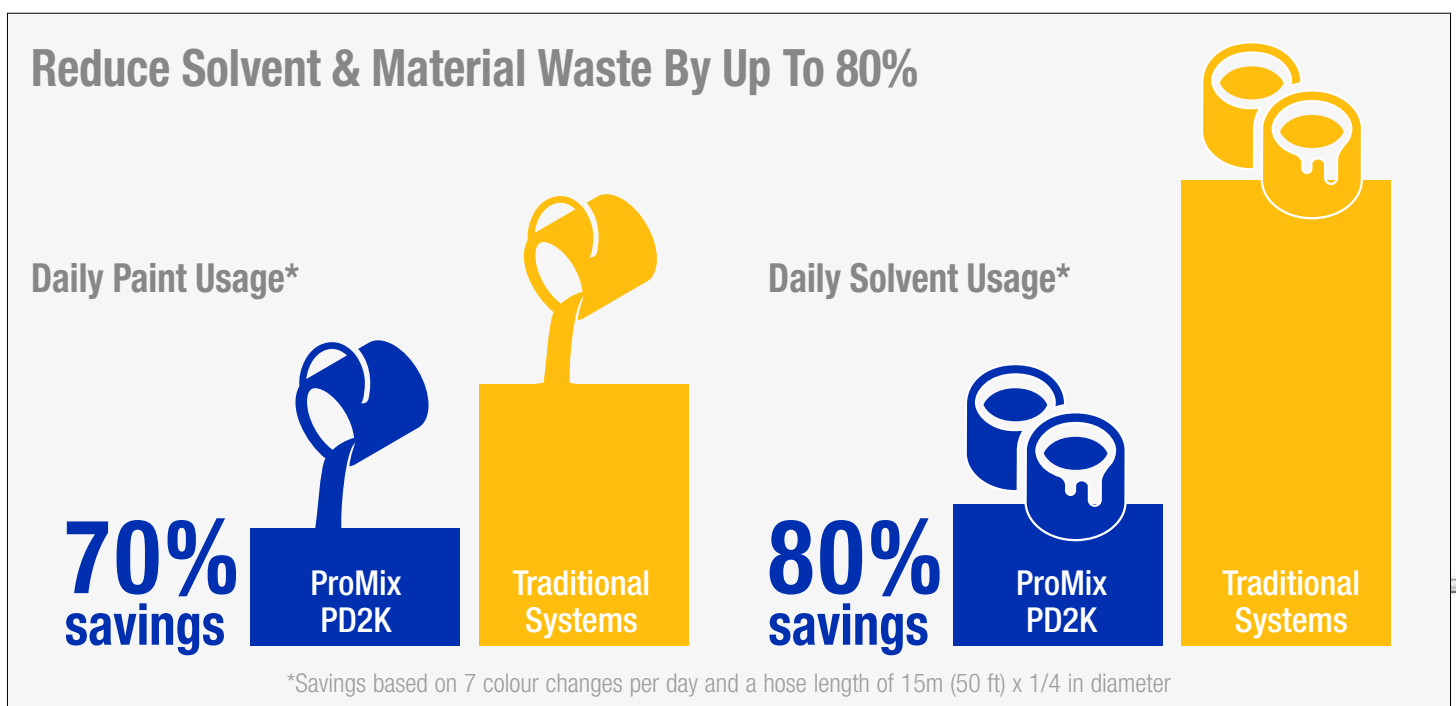 Reduce Solvent & Material Waste By Up To 80%
Daily Paint Usage*
70%
savings
ProMix
PD2K
Traditional
Systems
Daily Solvent Usage*
80%
savings
ProMix
PD2K
Traditional
Systems
*Savings based on 7 colour changes per day and a hose length of 15m (50 ft) x 1/4 in diameter